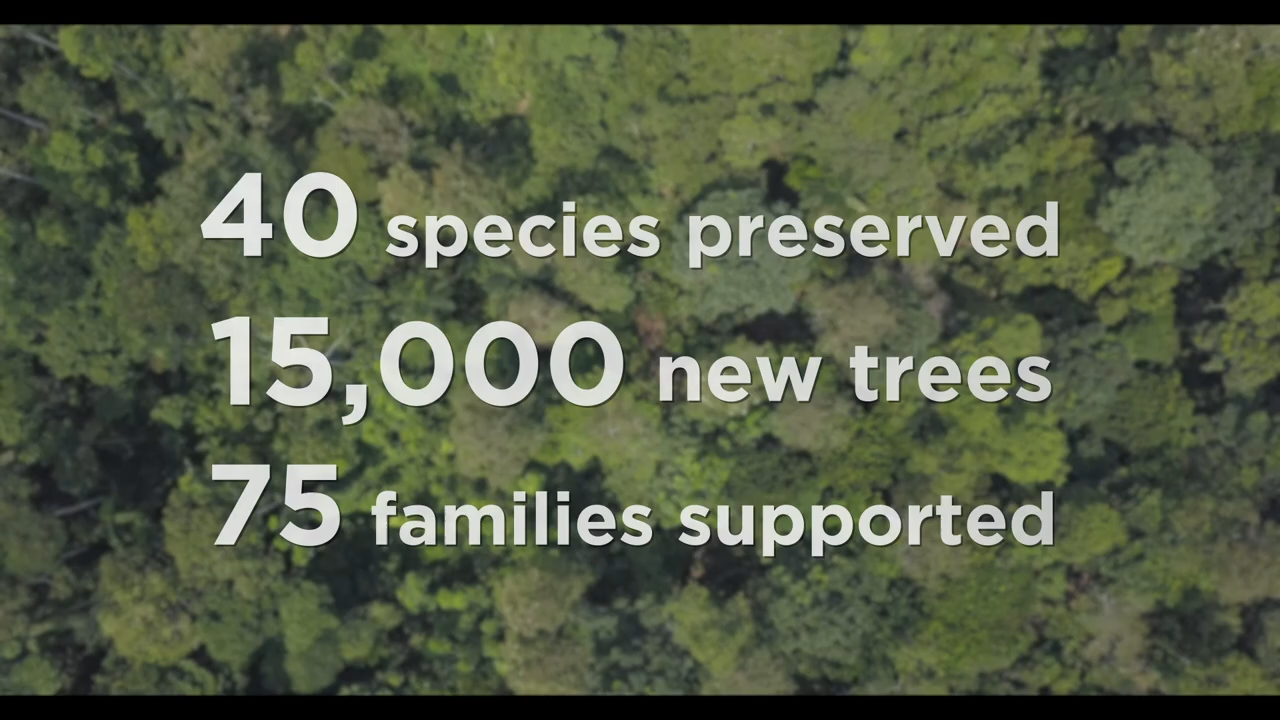 40 species preserved
15,000 new trees
75 families supported